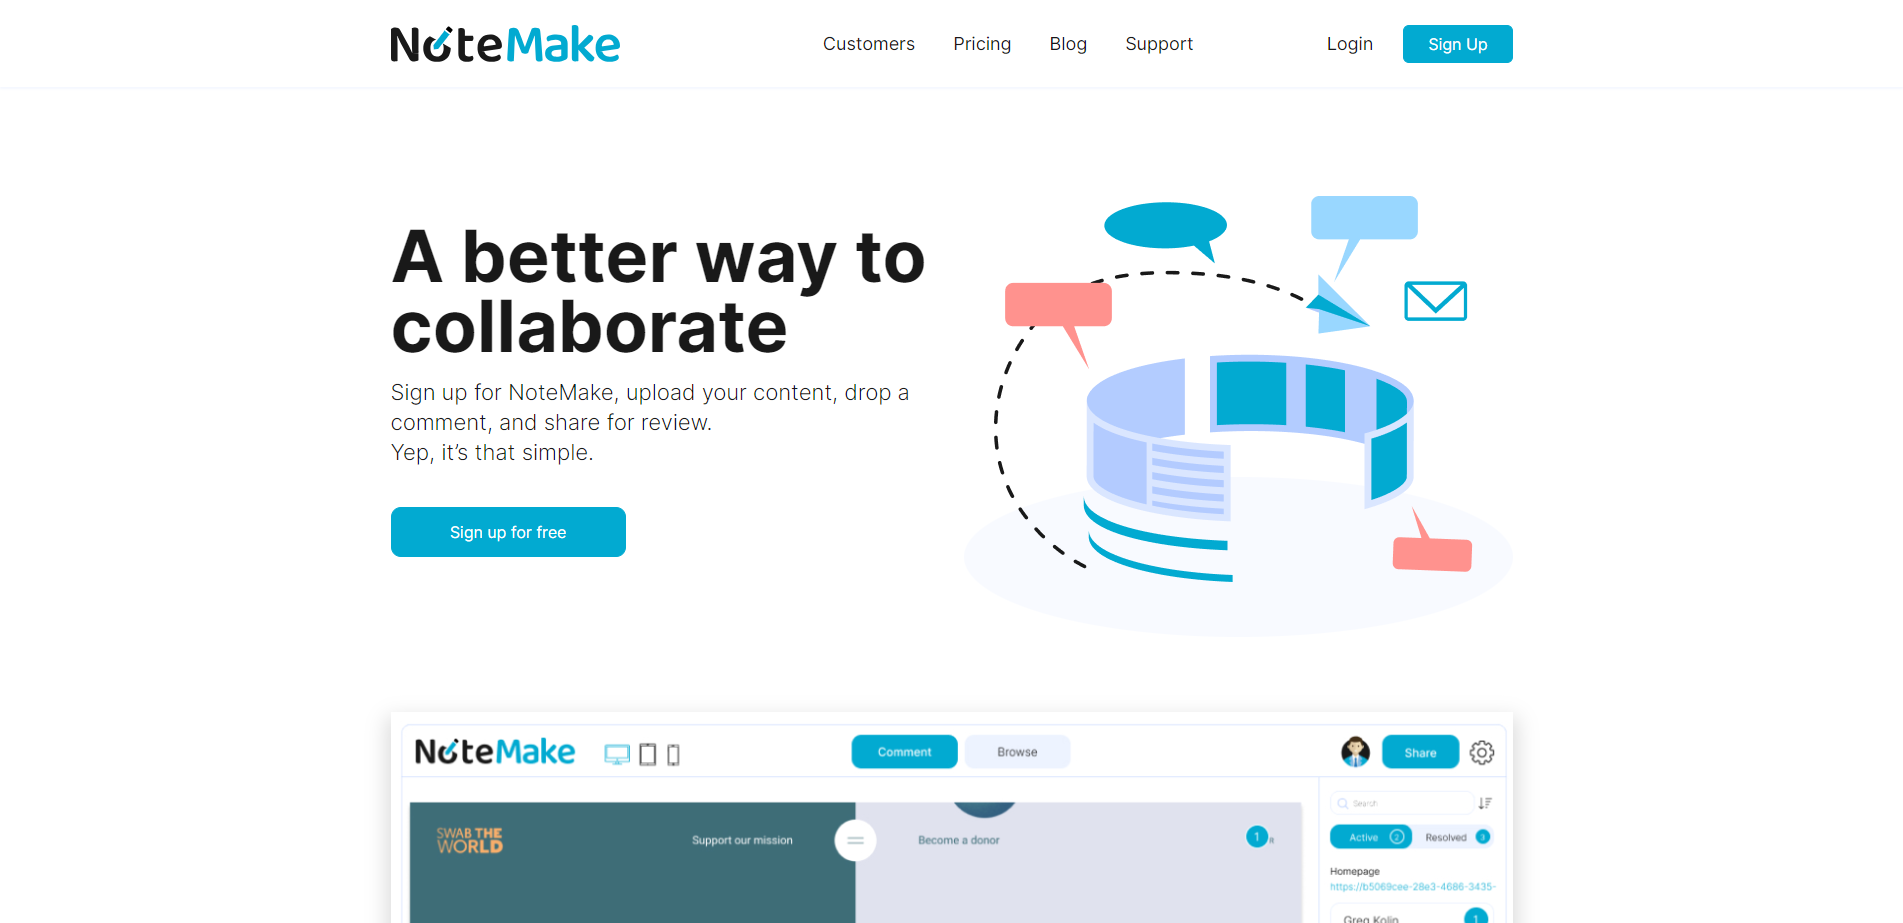 NoteMake
Customers Pricing Blog Support Login Sign Up
A better way to
collaborate
Sign up for NoteMake, upload your content, drop a
comment, and share for review.
Yep, it’s that simple.
Sign up for free
NoteMake Comment Browse Share
Search
SWAB THE
WORLD
Support our mission
Become a donor
1
Active 2 Resolved 3
Homepage
https://b5069cee-28e3-4686-3435-
Greg Kolin 1